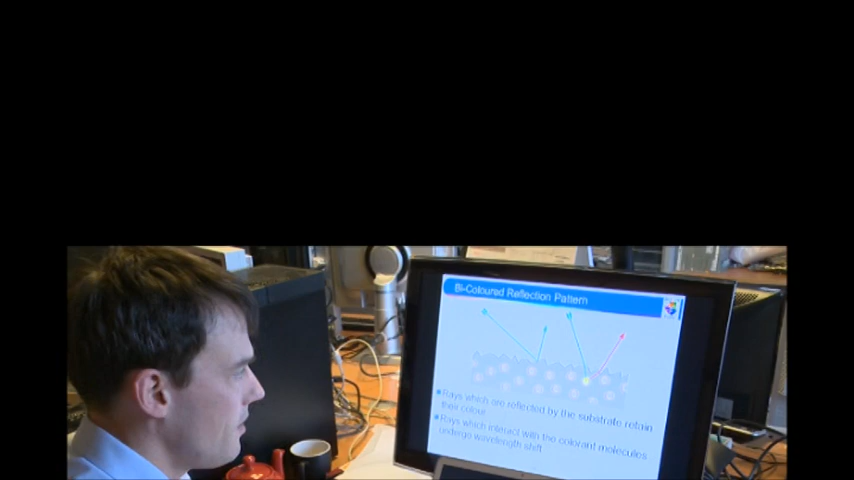 Bi-Coloured Reflection Pattern
Rays which are reflected by the substrate retain
their colour
Rays which interact with the colorant molecules
undergo wavelength shift